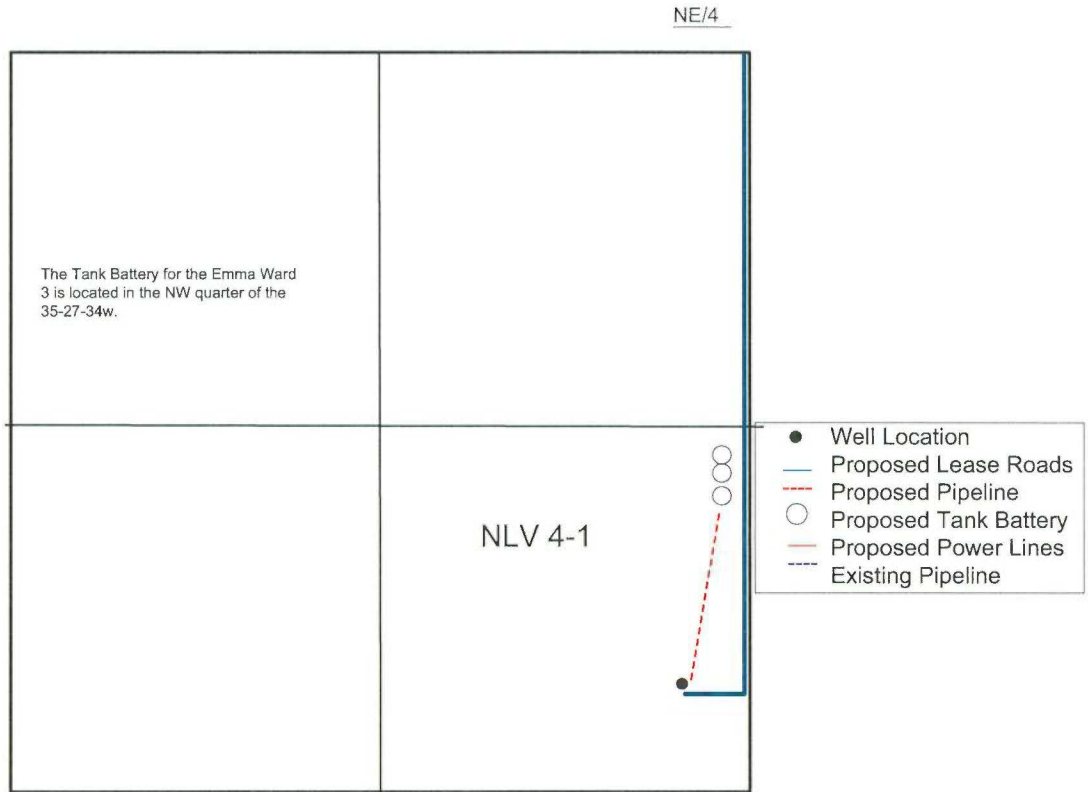 NE/4
The Tank Battery for the Emma Ward
3 is located in the NW quarter of the
35-27-34w.
NLV 4-1
Well Location
Proposed Lease Roads
Proposed Pipeline
Proposed Tank Battery
Proposed Power Lines
Existing Pipeline